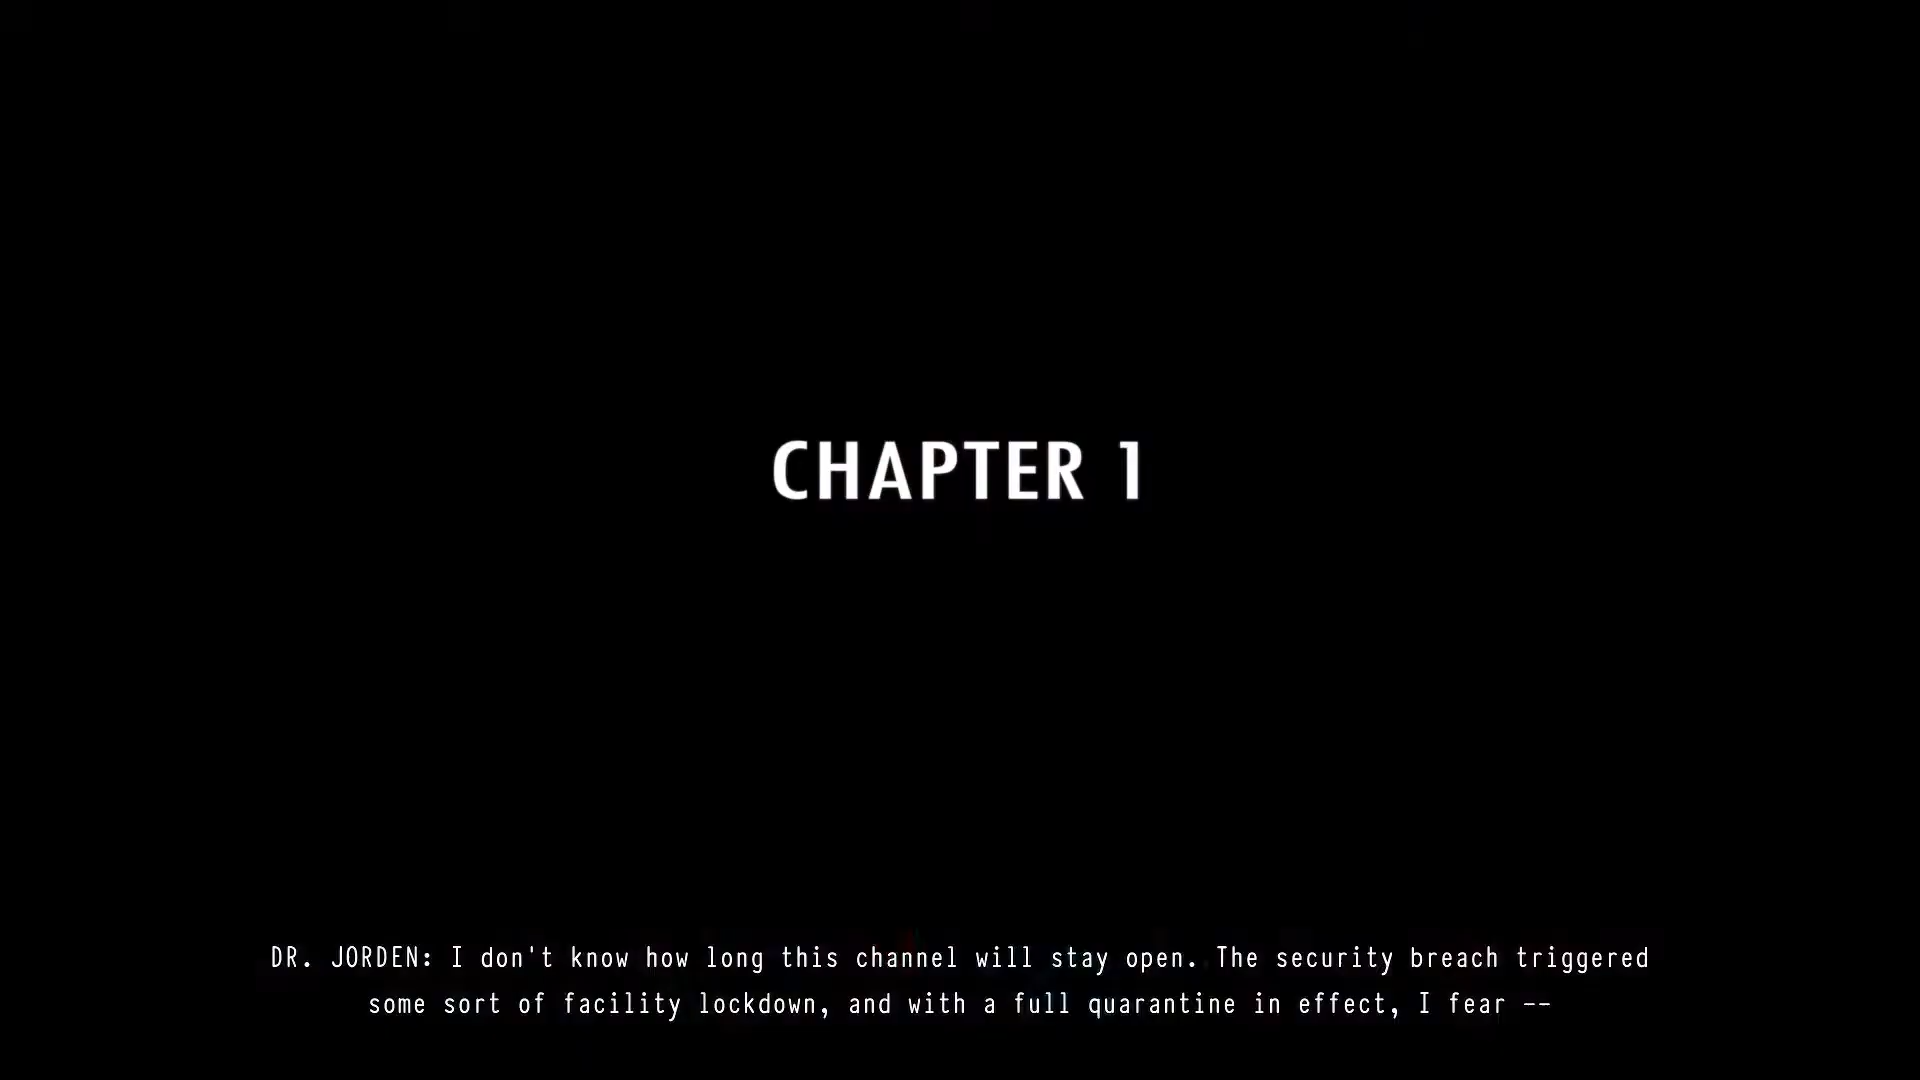 CHAPTER 1
DR. JORDEN: I don't know how long this channel will stay open. The security breach triggered
some sort of facility lockdown, and with a full quarantine in effect, I fear --